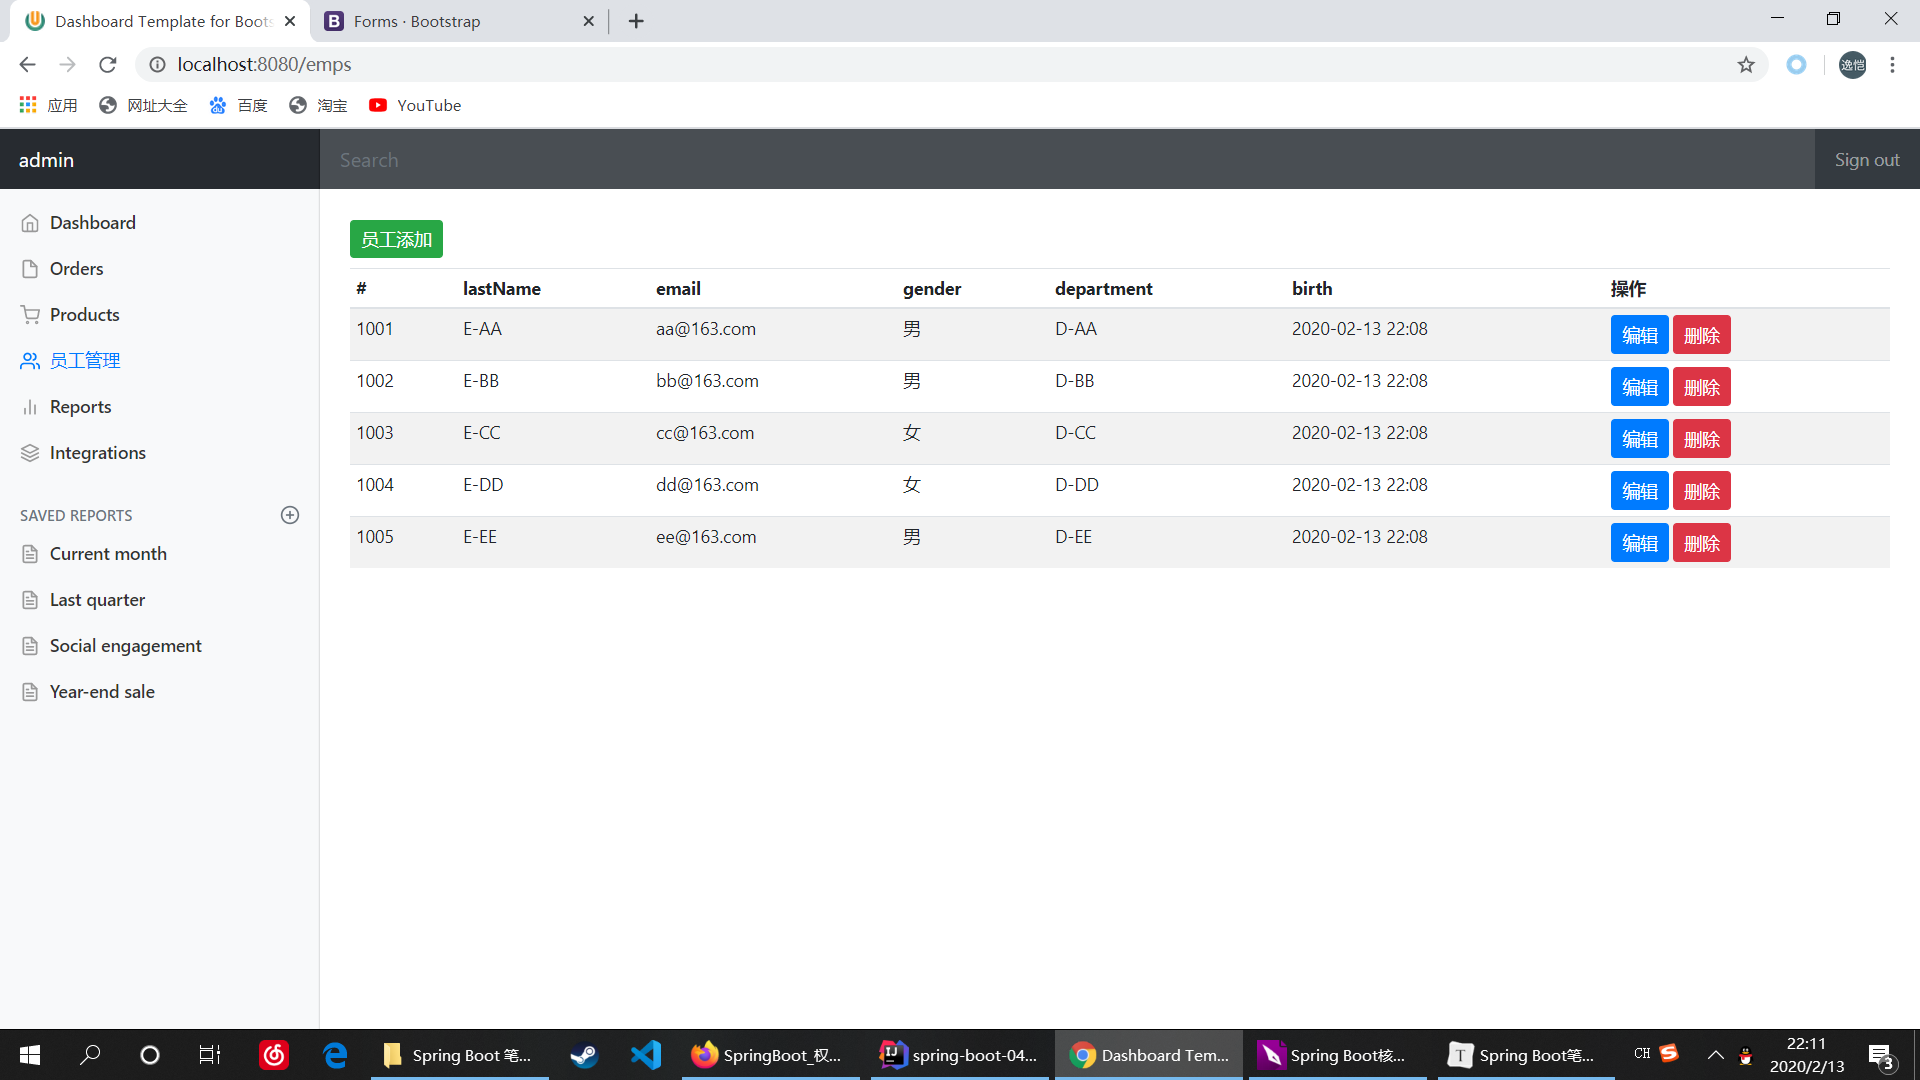 Dashboard Template for Boots
Forms · Bootstrap
localhost:8080/emps
逸恺
应用
网址大全
百度
淘宝
YouTube
admin
Search
Sign out
Dashboard
Orders
Products
员工管理
Reports
Integrations
SAVED REPORTS
Current month
Last quarter
Social engagement
Year-end sale
员工添加
# lastName email gender department birth 操作
1001 E-AA aa@163.com 男 D-AA 2020-02-13 22:08 编辑 删除
1002 E-BB bb@163.com 男 D-BB 2020-02-13 22:08 编辑 删除
1003 E-CC cc@163.com 女 D-CC 2020-02-13 22:08 编辑 删除
1004 E-DD dd@163.com 女 D-DD 2020-02-13 22:08 编辑 删除
1005 E-EE ee@163.com 男 D-EE 2020-02-13 22:08 编辑 删除
Spring Boot 笔...
SpringBoot_权...
spring-boot-04...
Dashboard Tem...
Spring Boot核...
Spring Boot笔...
CH
22:11
2020/2/13
3